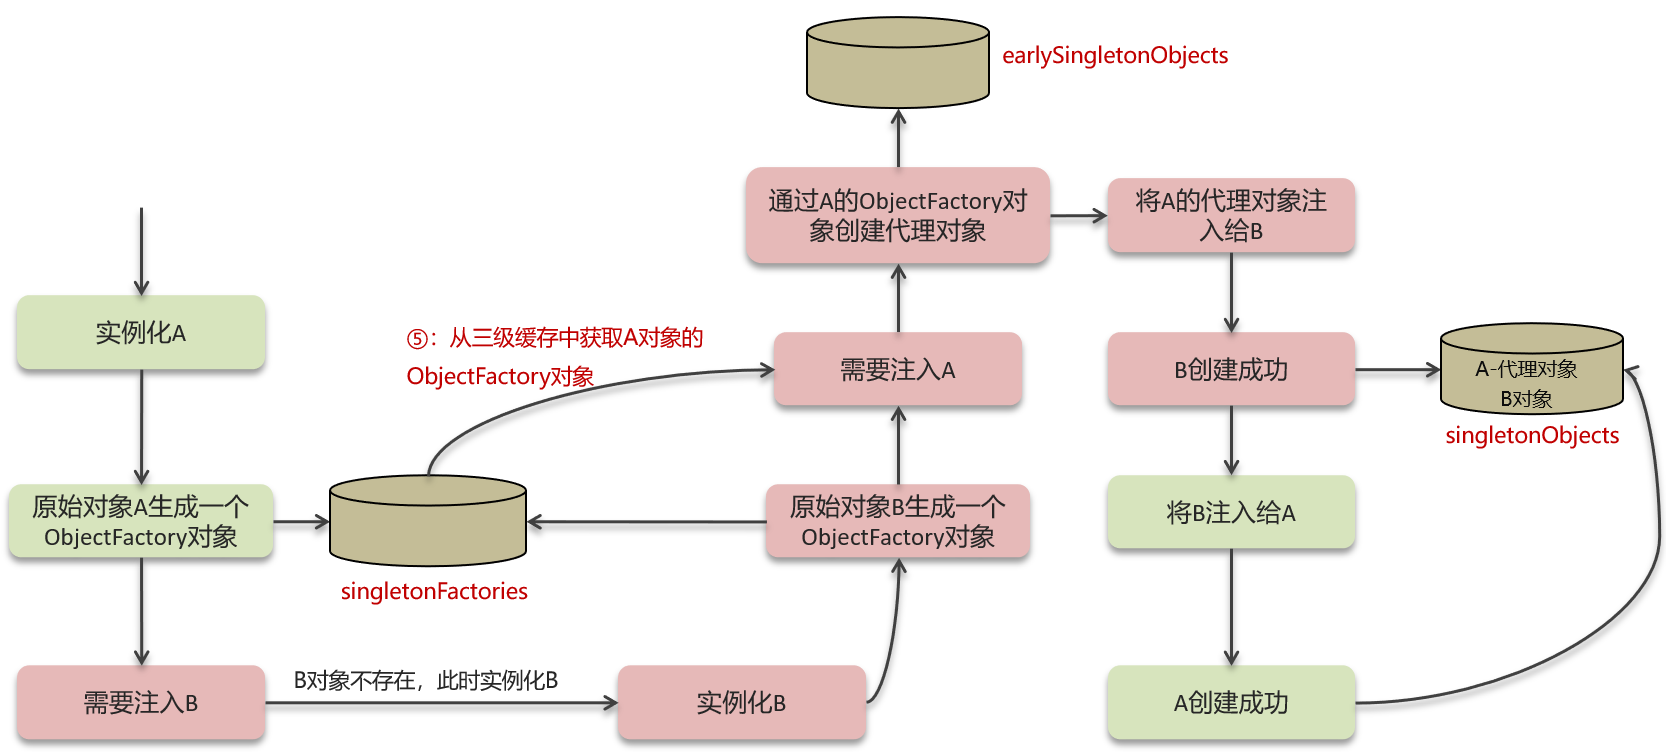 earlySingletonObjects
通过A的ObjectFactory对
象创建代理对象
将A的代理对象注
入给B
实例化A
⑤：从三级缓存中获取A对象的
ObjectFactory对象
需要注入A
B创建成功
A-代理对象
B对象
singletonObjects
原始对象A生成一个
ObjectFactory对象
singletonFactories
原始对象B生成一个
ObjectFactory对象
将B注入给A
需要注入B
B对象不存在，此时实例化B
实例化B
A创建成功